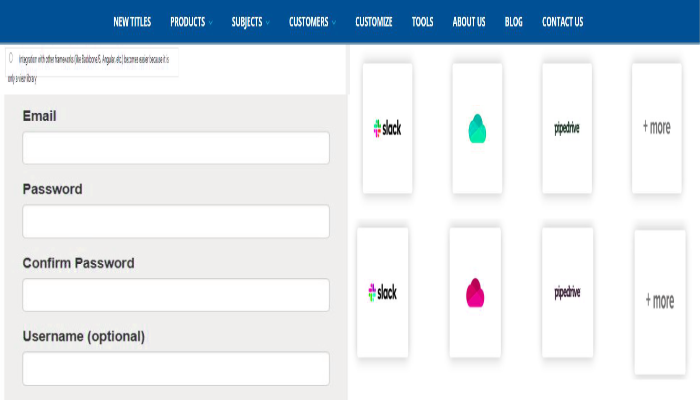 NEW TITLES PRODUCTS SUBJECTS CUSTOMERS CUSTOMIZE TOOLS ABOUT US BLOG CONTACT US
Integration with other frameworks (like BackboneJS, Angular, etc.) becomes easier because it is
only a view library
Email
Password
Confirm Password
Username (optional)
slack pipedrive + more
slack pipedrive + more